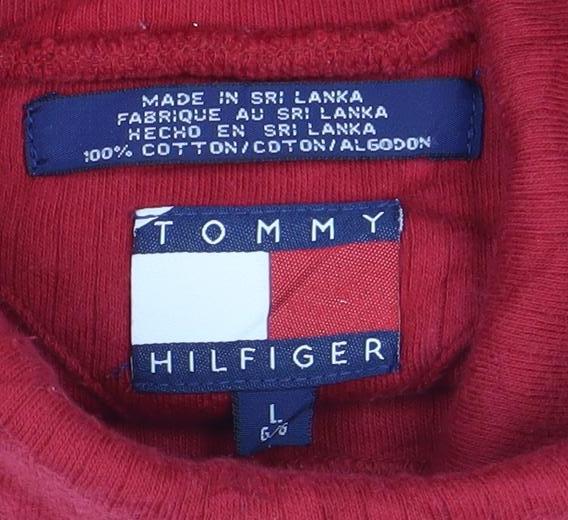 MADE IN SRI LANKA
FABRIQUE AU SRI LANKA
HECHO EN SRI LANKA
100% COTTON/COTON/ALGODON
TOMMY
HILFIGER
L
G/G